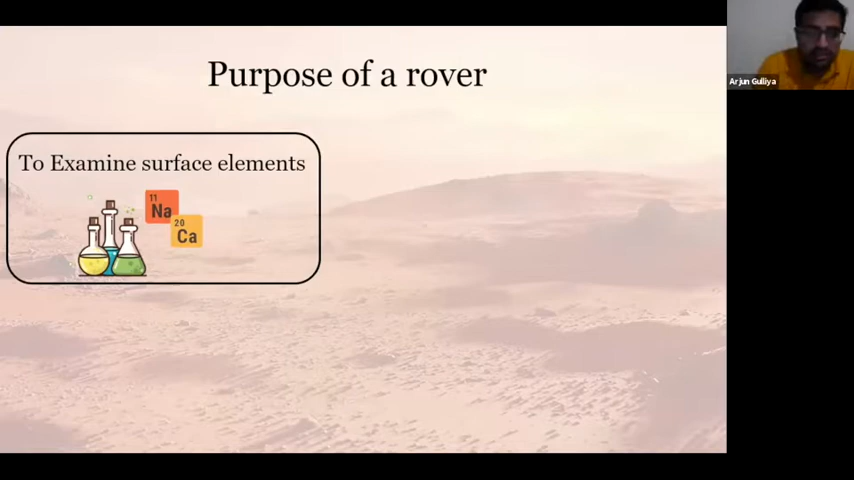 Purpose of a rover
To Examine surface elements
11
Na
20
Ca
Arjun Gulliya